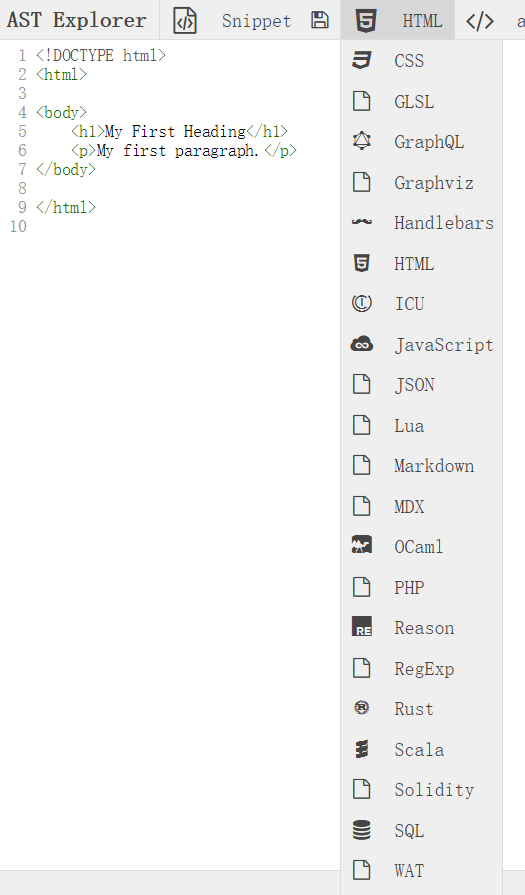 AST Explorer Snippet HTML </> a
1 <!DOCTYPE html>
2 <html>
3
4 <body>
5 <h1>My First Heading</h1>
6 <p>My first paragraph.</p>
7 </body>
8
9 </html>
10
CSS
GLSL
GraphQL
Graphviz
Handlebars
HTML
ICU
JavaScript
JSON
Lua
Markdown
MDX
OCaml
PHP
RE Reason
RegExp
Rust
Scala
Solidity
SQL
WAT